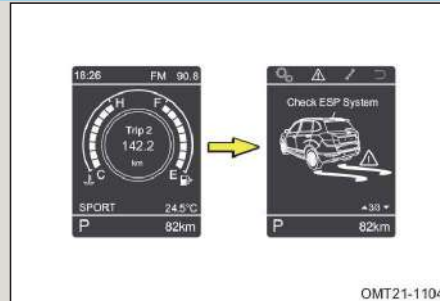 18:26 FM 90.8
H F
Trip 2
142.2
km
C E
SPORT 24.5°C
P 82km
Check ESP System
3/3
P 82km
OMT21-1104